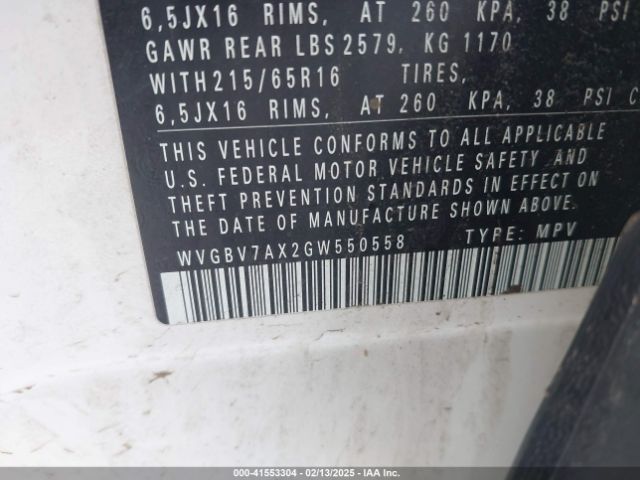 6,5JX16 RIMS, AT 260 KPA, 38 PSI
GAWR REAR LBS 2579, KG 1170
WITH 215/65R16 TIRES,
6,5JX16 RIMS, AT 260 KPA, 38 PSI C
THIS VEHICLE CONFORMS TO ALL APPLICABLE
U.S. FEDERAL MOTOR VEHICLE SAFETY AND
THEFT PREVENTION STANDARDS IN EFFECT ON
THE DATE OF MANUFACTURE SHOWN ABOVE.
WVGBV7AX2GW550558 TYPE: MPV
000-41553304 - 02/13/2025 - IAA Inc.